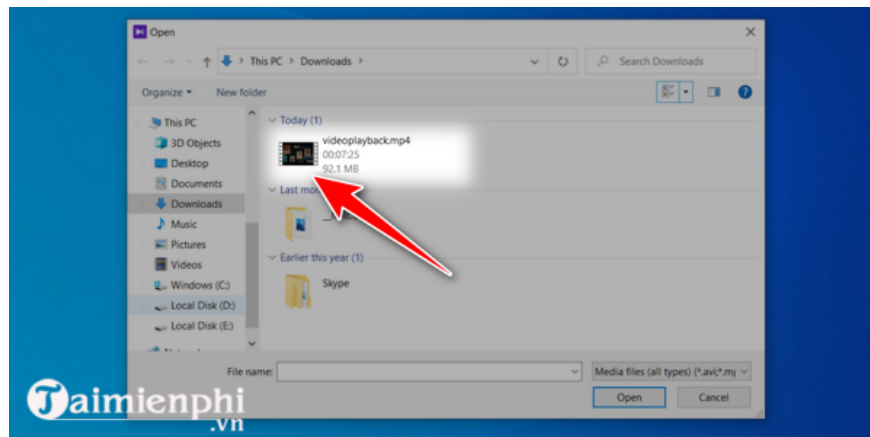 Open
This PC > Downloads >
Search Downloads
Organize
New folder
This PC
3D Objects
Desktop
Documents
Downloads
Music
Pictures
Videos
Windows (C:)
Local Disk (D:)
Local Disk (E:)
Today (1)
videoplayback.mp4
00:07:25
92.1 MB
Last
Earlier this year (1)
Skype
File name:
Media files (all types) (*.avi;*.m
Open
Cancel
Taimienphi
.vn